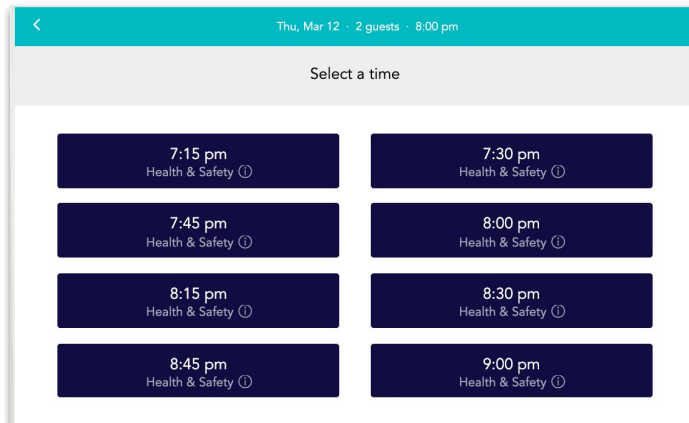 Thu, Mar 12 · 2 guests · 8:00 pm
Select a time
7:15 pm
Health & Safety ⓘ
7:30 pm
Health & Safety ⓘ
7:45 pm
Health & Safety ⓘ
8:00 pm
Health & Safety ⓘ
8:15 pm
Health & Safety ⓘ
8:30 pm
Health & Safety ⓘ
8:45 pm
Health & Safety ⓘ
9:00 pm
Health & Safety ⓘ